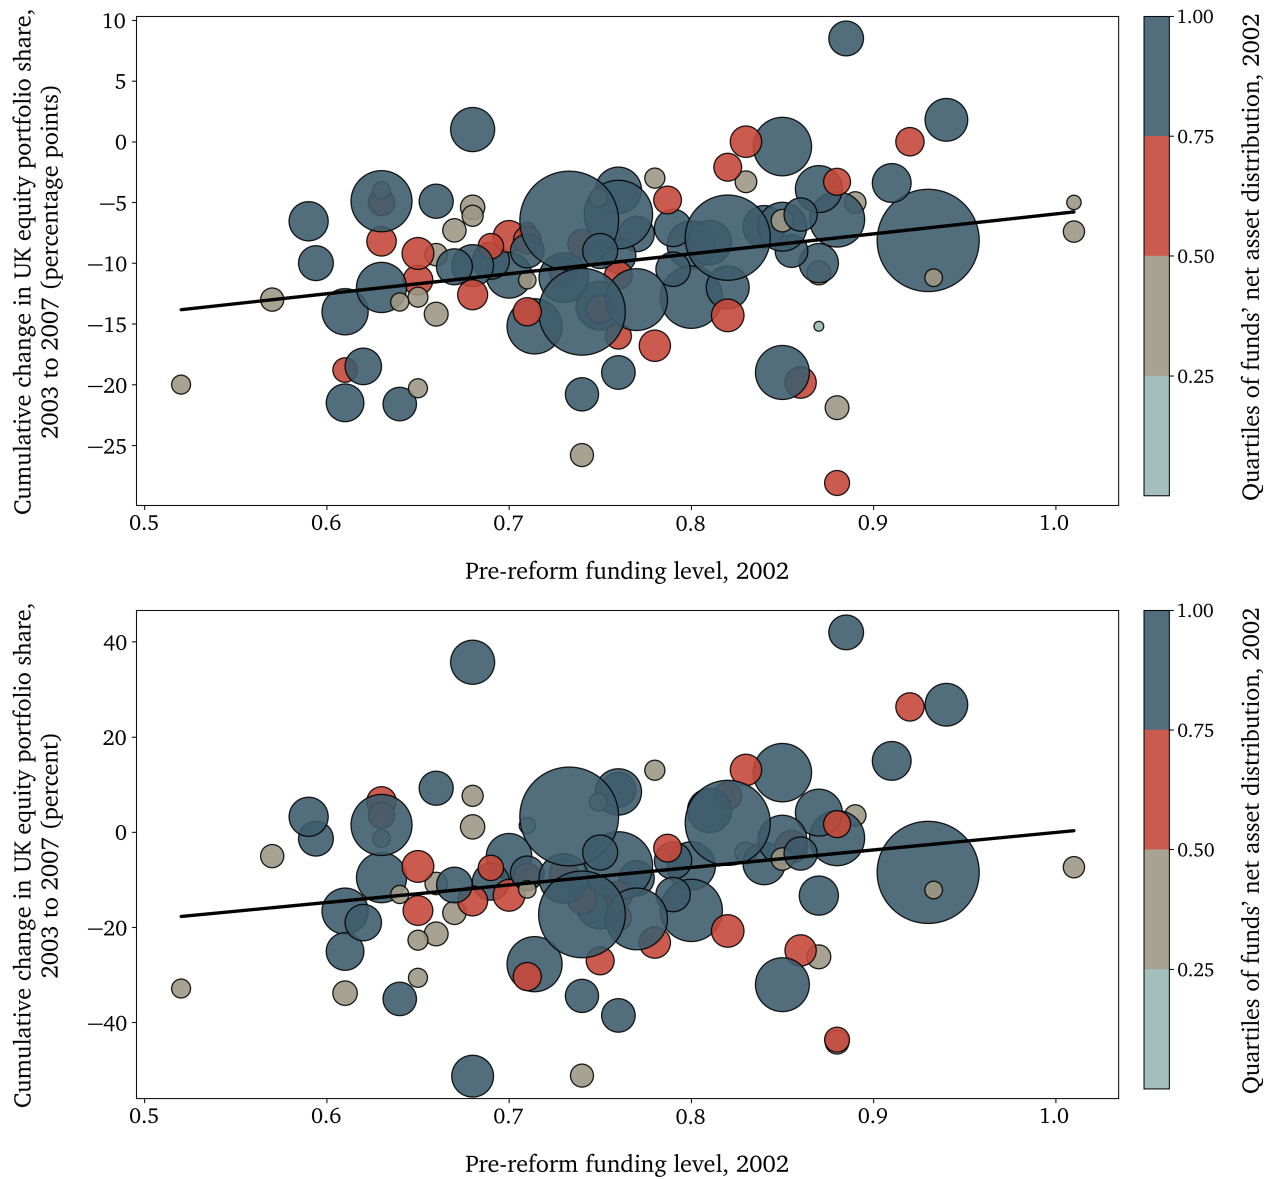 Cumulative change in UK equity portfolio share,
2003 to 2007 (percentage points)
10
5
0
−5
−10
−15
−20
−25
0.5 0.6 0.7 0.8 0.9 1.0
Pre-reform funding level, 2002
1.00
0.75
0.50
0.25
Quartiles of funds’ net asset distribution, 2002
Cumulative change in UK equity portfolio share,
2003 to 2007 (percent)
40
20
0
−20
−40
0.5 0.6 0.7 0.8 0.9 1.0
Pre-reform funding level, 2002
1.00
0.75
0.50
0.25
Quartiles of funds’ net asset distribution, 2002